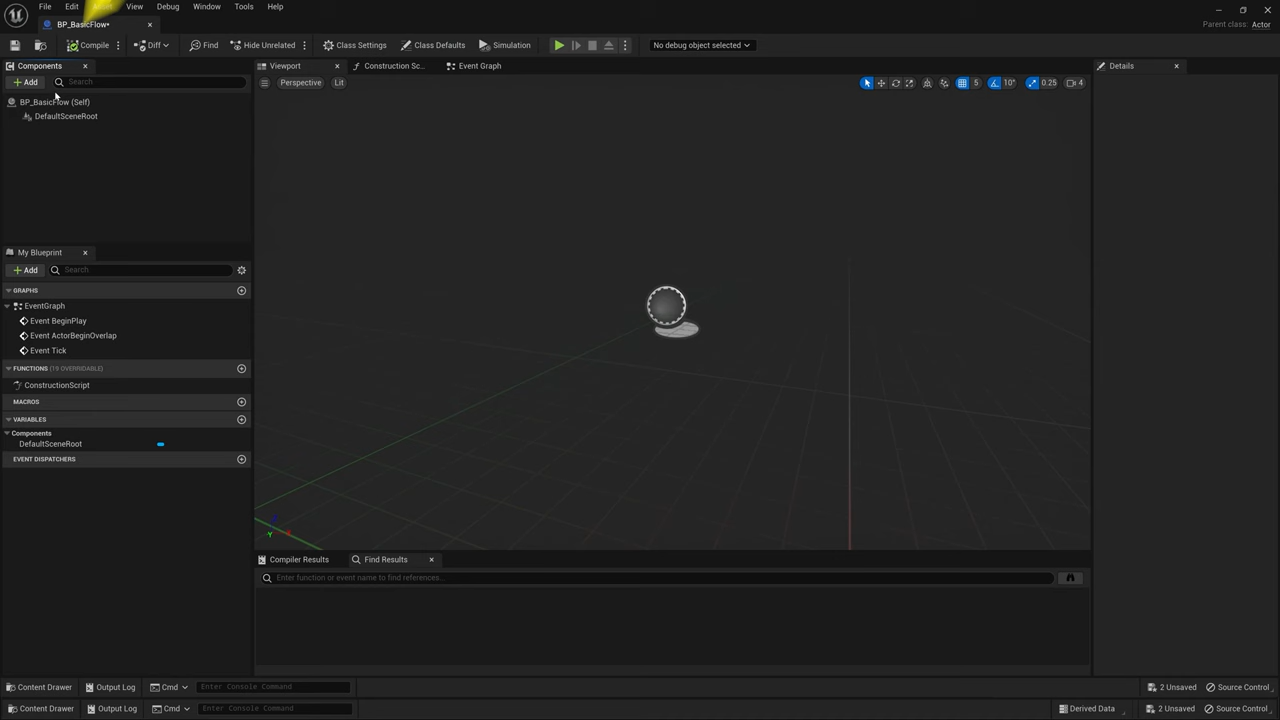 File Edit Asset View Debug Window Tools Help
BP_BasicFlow*
Parent class: Actor
Compile Diff Find Hide Unrelated Class Settings Class Defaults Simulation No debug object selected
Components
Viewport Construction Sc... Event Graph
Details
Add Search
Perspective Lit
5 10° 0.25 4
BP_BasicFlow (Self)
DefaultSceneRoot
My Blueprint
Add Search
GRAPHS
EventGraph
Event BeginPlay
Event ActorBeginOverlap
Event Tick
FUNCTIONS (19 OVERRIDABLE)
ConstructionScript
MACROS
VARIABLES
Components
DefaultSceneRoot
EVENT DISPATCHERS
Y
Compiler Results Find Results
Enter function or event name to find references...
Content Drawer Output Log Cmd Enter Console Command 2 Unsaved Source Control
Content Drawer Output Log Cmd Enter Console Command Derived Data 2 Unsaved Source Control